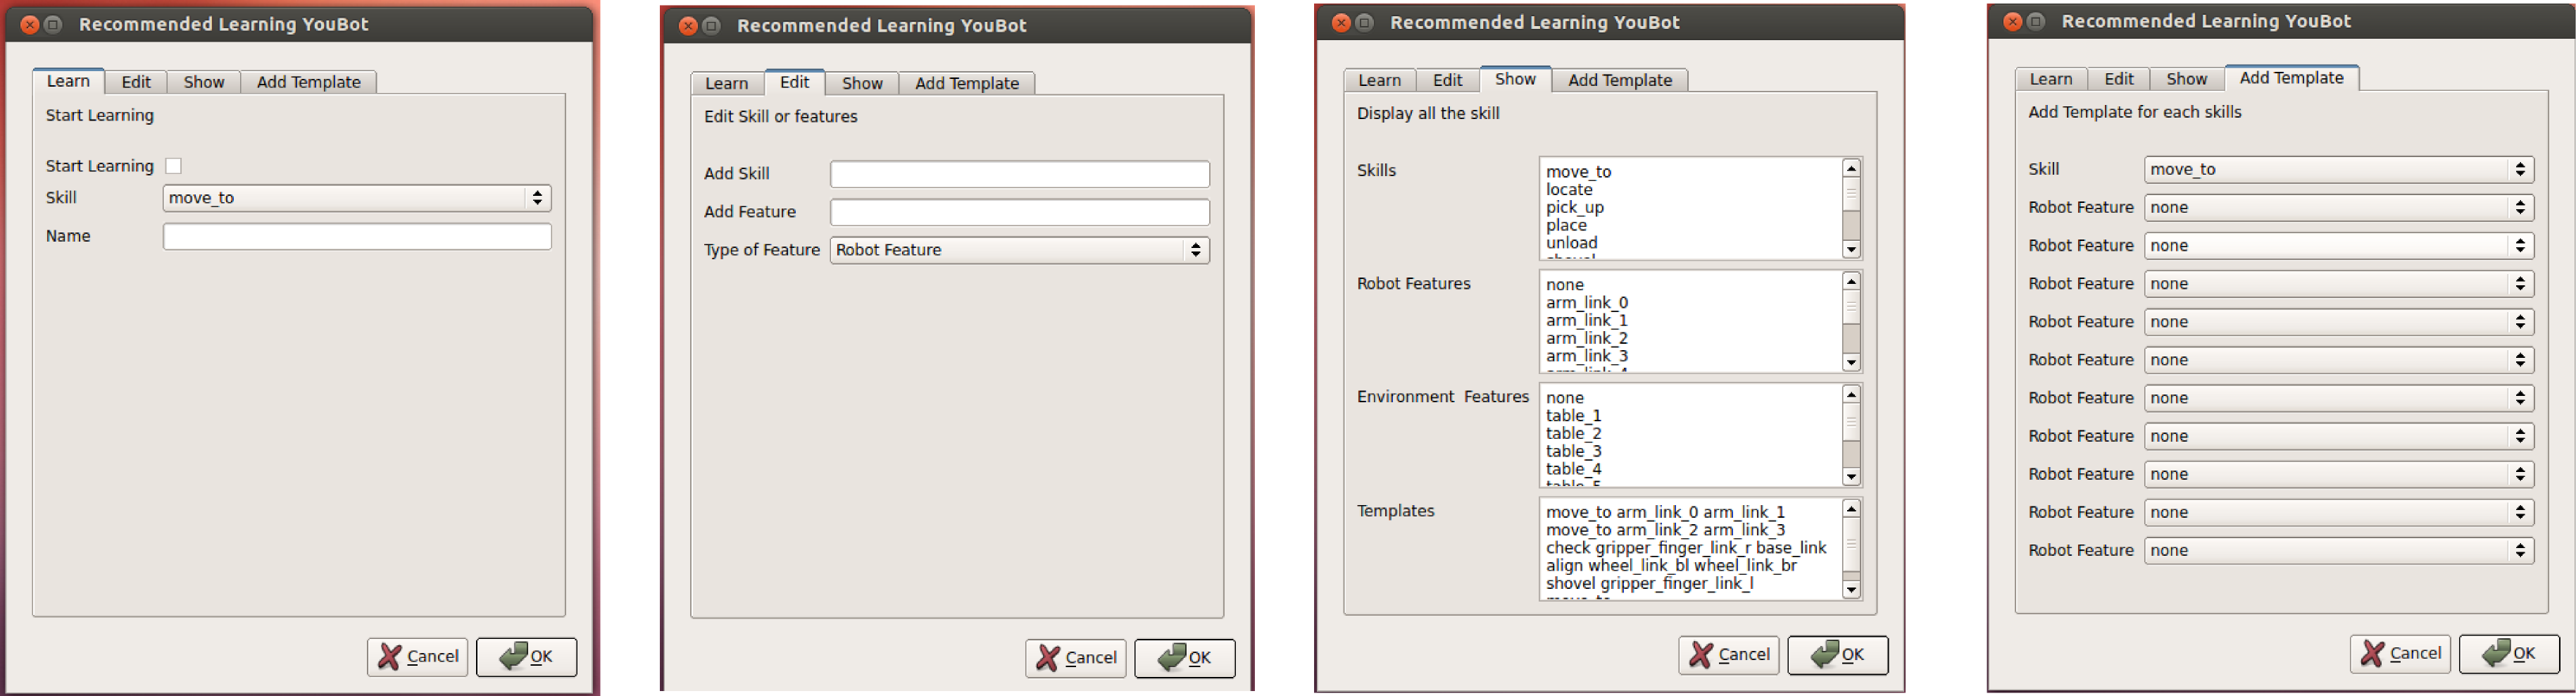 Recommended Learning YouBot
Learn Edit Show Add Template
Start Learning
Start Learning
Skill move_to
Name
Cancel OK
Recommended Learning YouBot
Learn Edit Show Add Template
Edit Skill or features
Add Skill
Add Feature
Type of Feature Robot Feature
Cancel OK
Recommended Learning YouBot
Learn Edit Show Add Template
Display all the skill
Skills
move_to
locate
pick_up
place
unload
Robot Features
none
arm_link_0
arm_link_1
arm_link_2
arm_link_3
Environment Features
none
table_1
table_2
table_3
table_4
Templates
move_to arm_link_0 arm_link_1
move_to arm_link_2 arm_link_3
check gripper_finger_link_r base_link
align wheel_link_bl wheel_link_br
shovel gripper_finger_link_l
Cancel OK
Recommended Learning YouBot
Learn Edit Show Add Template
Add Template for each skills
Skill move_to
Robot Feature none
Robot Feature none
Robot Feature none
Robot Feature none
Robot Feature none
Robot Feature none
Robot Feature none
Robot Feature none
Robot Feature none
Robot Feature none
Cancel OK